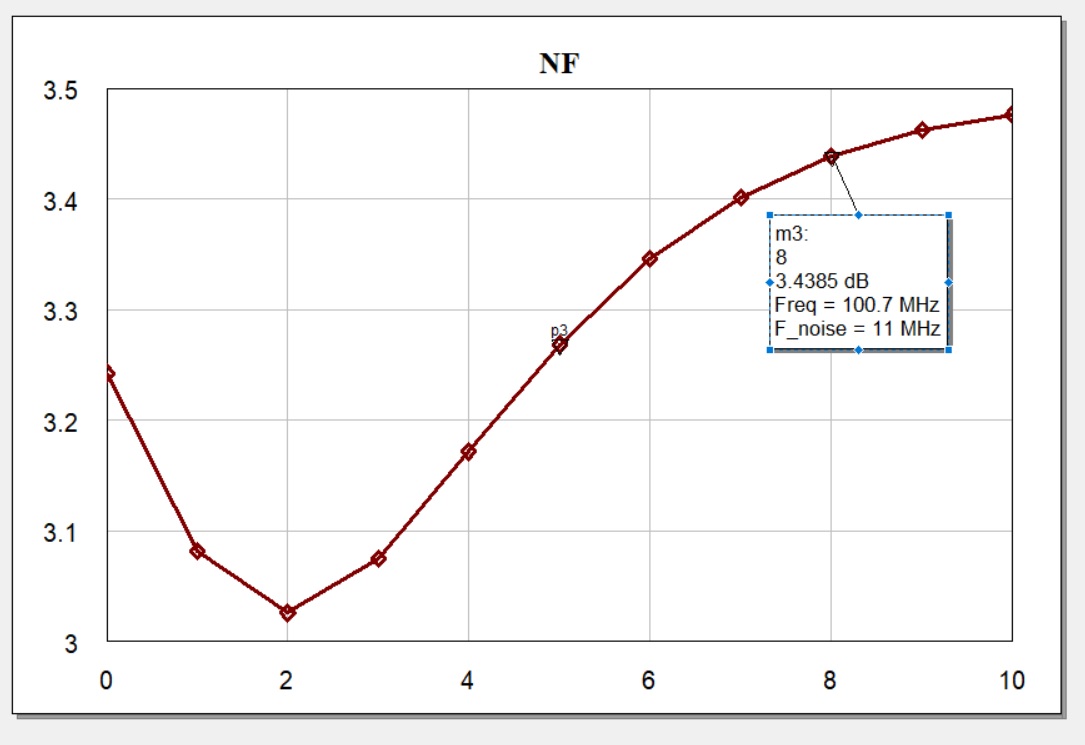 NF
3.5
3.4
3.3
3.2
3.1
3
p3
m3:
8
3.4385 dB
Freq = 100.7 MHz
F_noise = 11 MHz
0 2 4 6 8 10